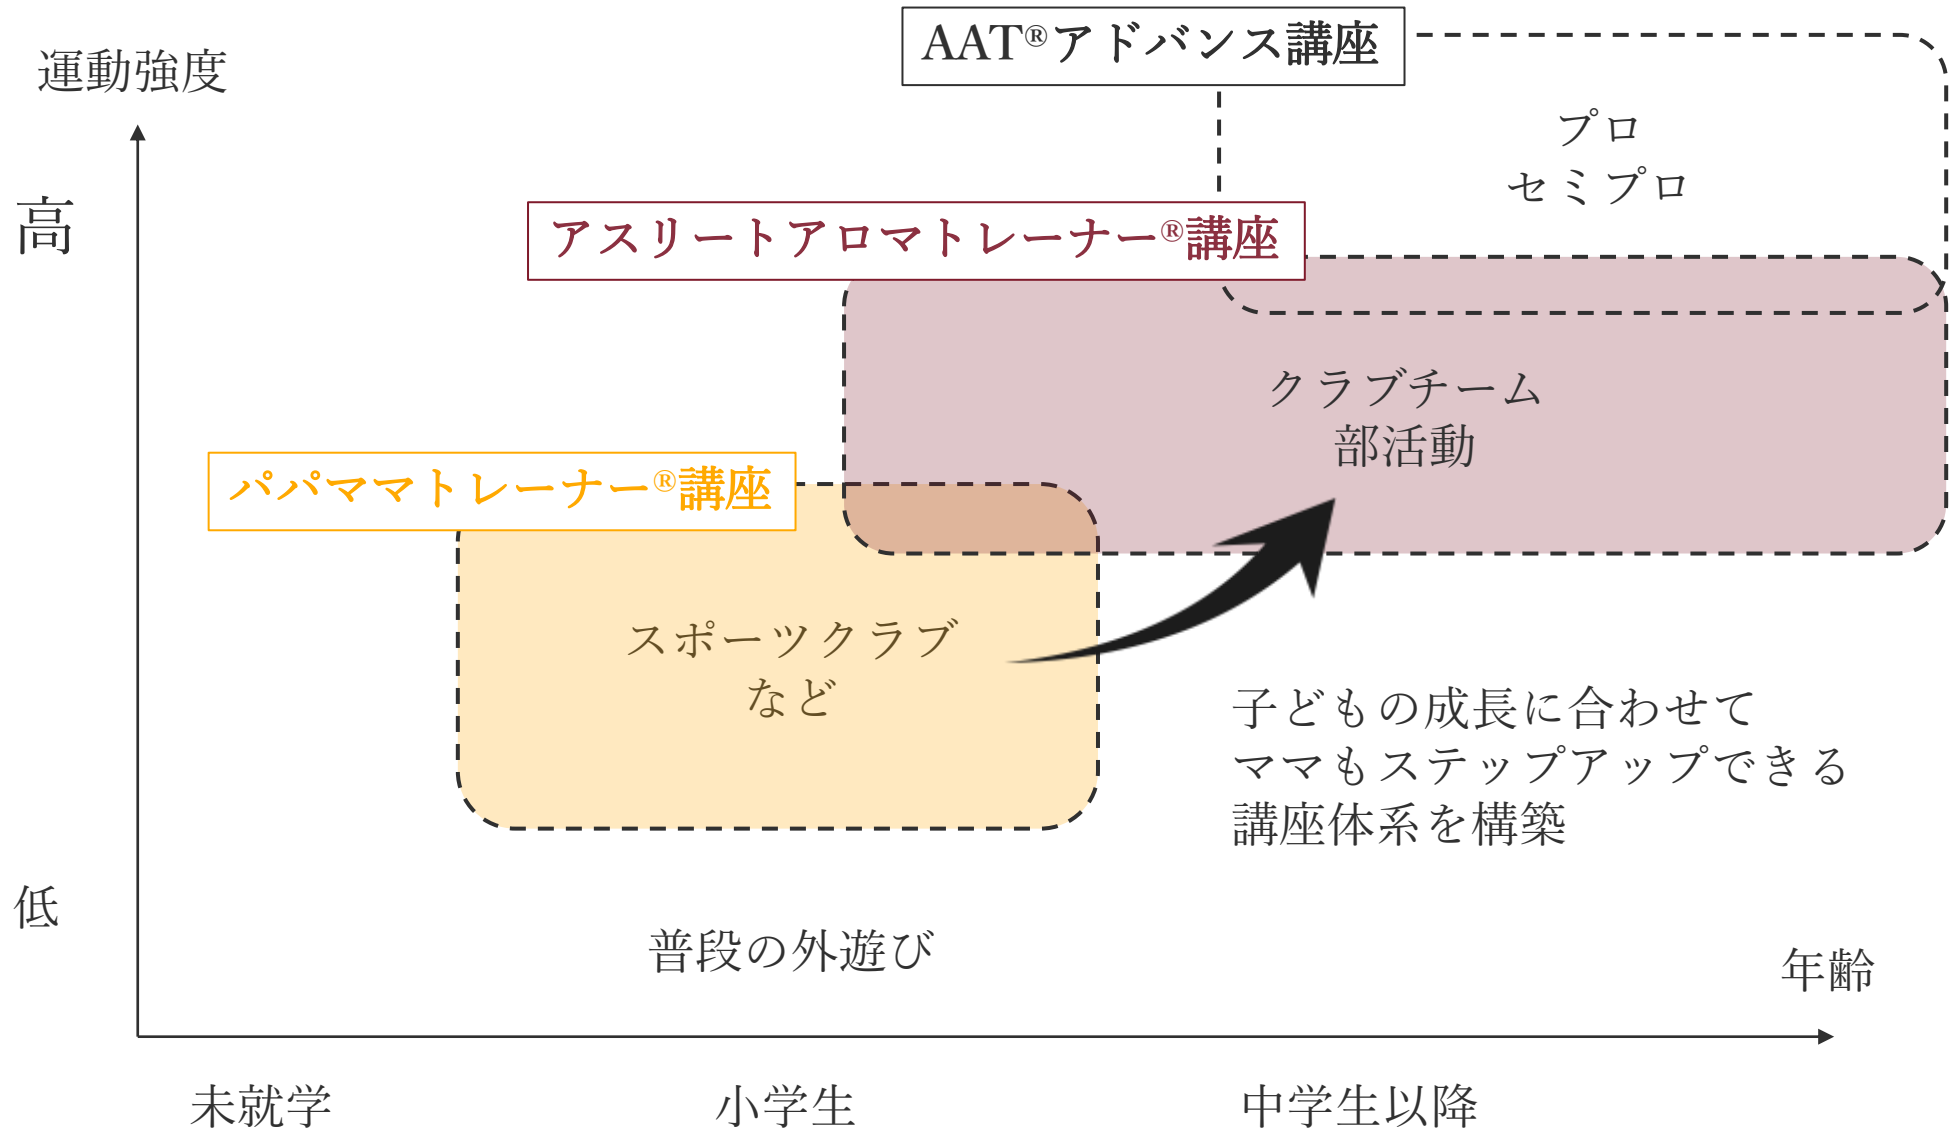 AAT®アドバンス講座
運動強度
プロ
セミプロ
高
アスリートアロマトレーナー®講座
クラブチーム
部活動
パパママトレーナー®講座
スポーツクラブ
など
子どもの成長に合わせて
ママもステップアップできる
講座体系を構築
低
普段の外遊び
年齢
未就学
小学生
中学生以降